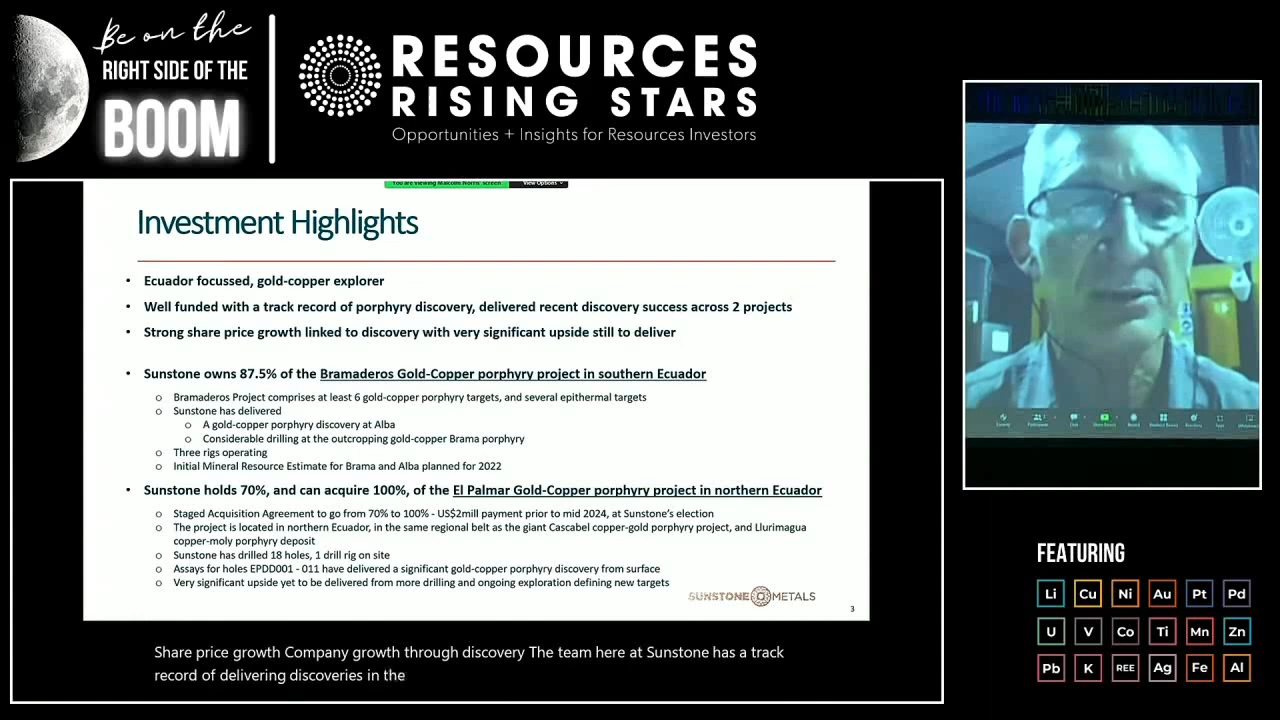 Be on the
RIGHT SIDE OF THE
BOOM
RESOURCES
RISING STARS
Opportunities + Insights for Resources Investors
You are viewing Malcolm Norris' screen
View Options
Investment Highlights
• Ecuador focussed, gold-copper explorer
• Well funded with a track record of porphyry discovery, delivered recent discovery success across 2 projects
• Strong share price growth linked to discovery with very significant upside still to deliver
• Sunstone owns 87.5% of the Bramaderos Gold-Copper porphyry project in southern Ecuador
o Bramaderos Project comprises at least 6 gold-copper porphyry targets, and several epithermal targets
o Sunstone has delivered
o A gold-copper porphyry discovery at Alba
o Considerable drilling at the outcropping gold-copper Brama porphyry
o Three rigs operating
o Initial Mineral Resource Estimate for Brama and Alba planned for 2022
• Sunstone holds 70%, and can acquire 100%, of the El Palmar Gold-Copper porphyry project in northern Ecuador
o Staged Acquisition Agreement to go from 70% to 100% - US$2mill payment prior to mid 2024, at Sunstone's election
o The project is located in northern Ecuador, in the same regional belt as the giant Cascabel copper-gold porphyry project, and Llurimagua
copper-moly porphyry deposit
o Sunstone has drilled 18 holes, 1 drill rig on site
o Assays for holes EPDD001 - 011 have delivered a significant gold-copper porphyry discovery from surface
o Very significant upside yet to be delivered from more drilling and ongoing exploration defining new targets
SUNSTONE METALS
3
Share price growth Company growth through discovery The team here at Sunstone has a track
record of delivering discoveries in the
FEATURING
Li Cu Ni Au Pt Pd
U V Co Ti Mn Zn
Pb K REE Ag Fe Al